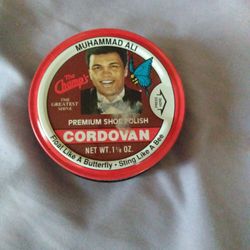 MUHAMMAD ALI
The
Champ's
THE GREATEST
SHINE
PREMIUM SHOE POLISH
CORDOVAN
NET WT. 1⅛ OZ.
Float Like A Butterfly • Sting Like A Bee